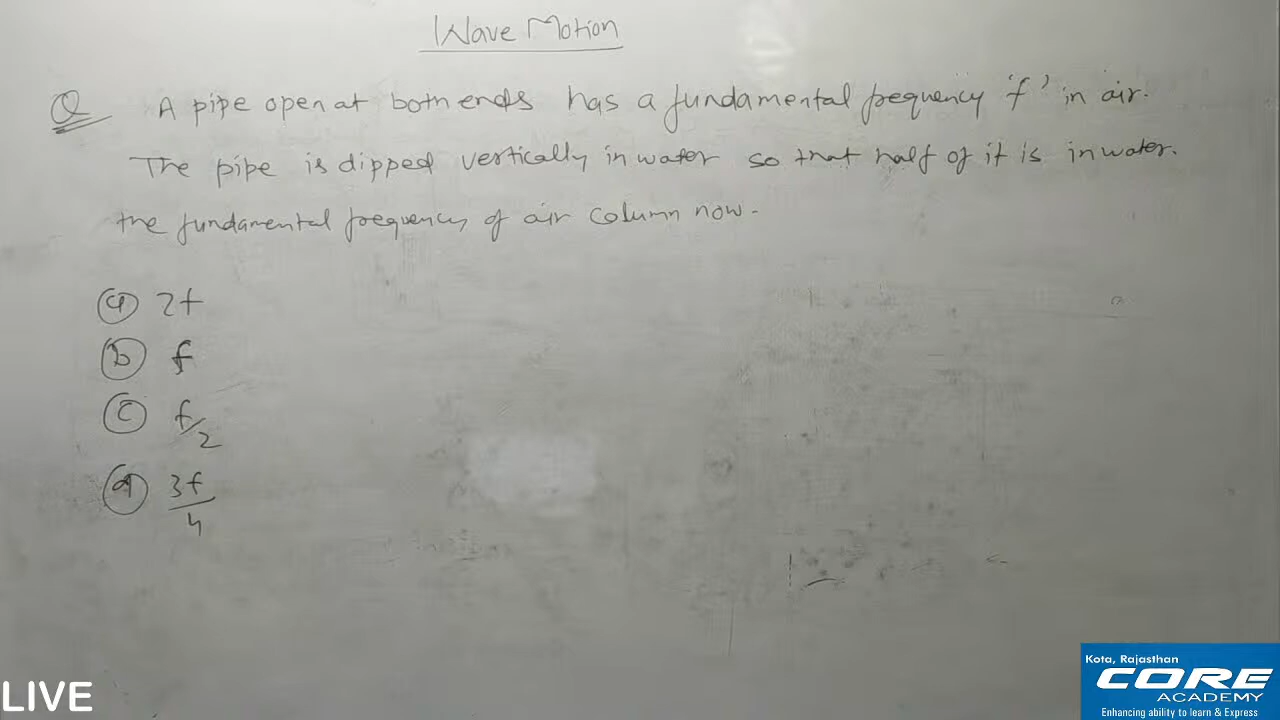 Wave Motion
Q A pipe open at both ends has a fundamental frequency 'f' in air.
The pipe is dipped vertically in water so that half of it is in water.
the fundamental frequency of air column now.
(a) 2f
(b) f
(c) f/2
(d) 3f/4
Kota, Rajasthan
CORE
ACADEMY
Enhancing ability to learn & Express
LIVE